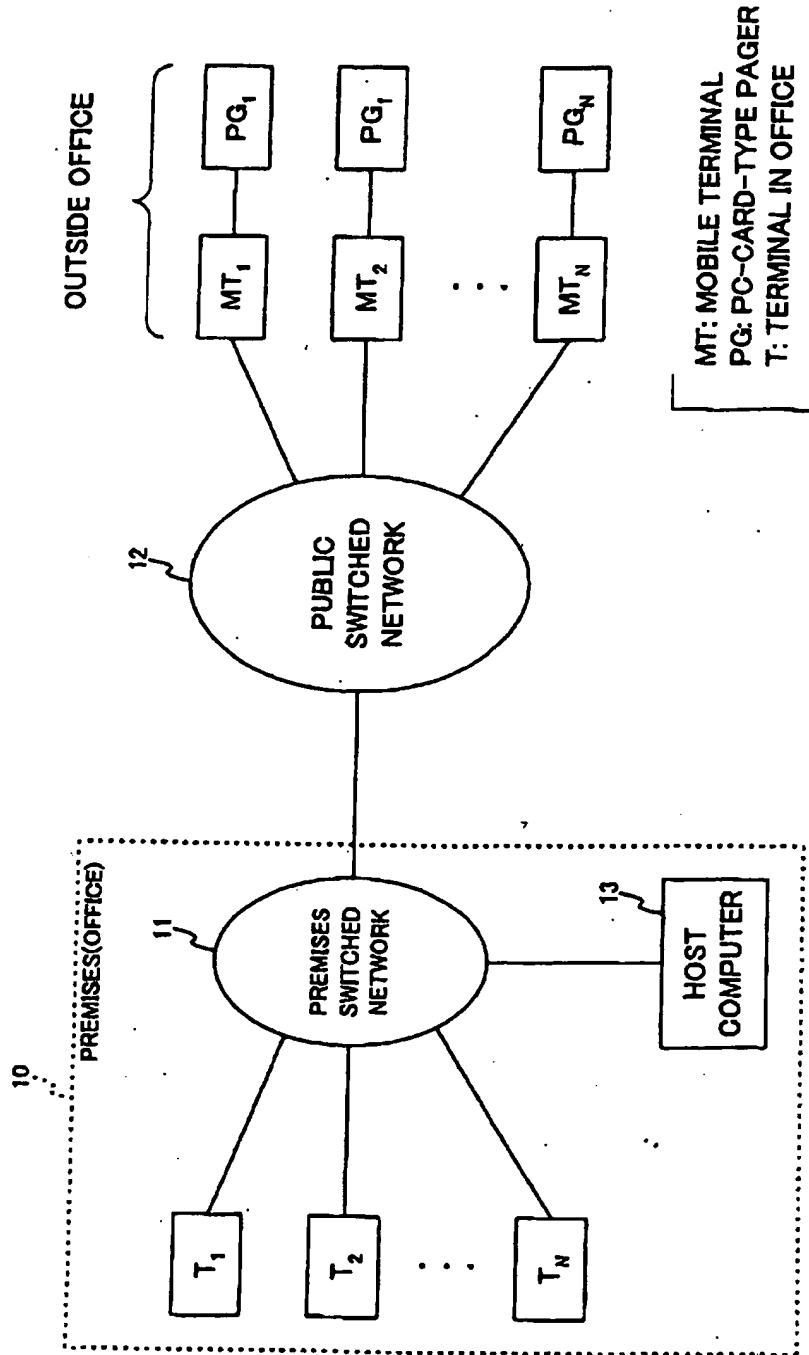 OUTSIDE OFFICE
10
PREMISES(OFFICE)
11
PREMISES
SWITCHED
NETWORK
12
PUBLIC
SWITCHED
NETWORK
13
HOST
COMPUTER
T1
T2
...
TN
MT1
PG1
MT2
PG1
...
MTN
PGN
MT: MOBILE TERMINAL
PG: PC-CARD-TYPE PAGER
T: TERMINAL IN OFFICE